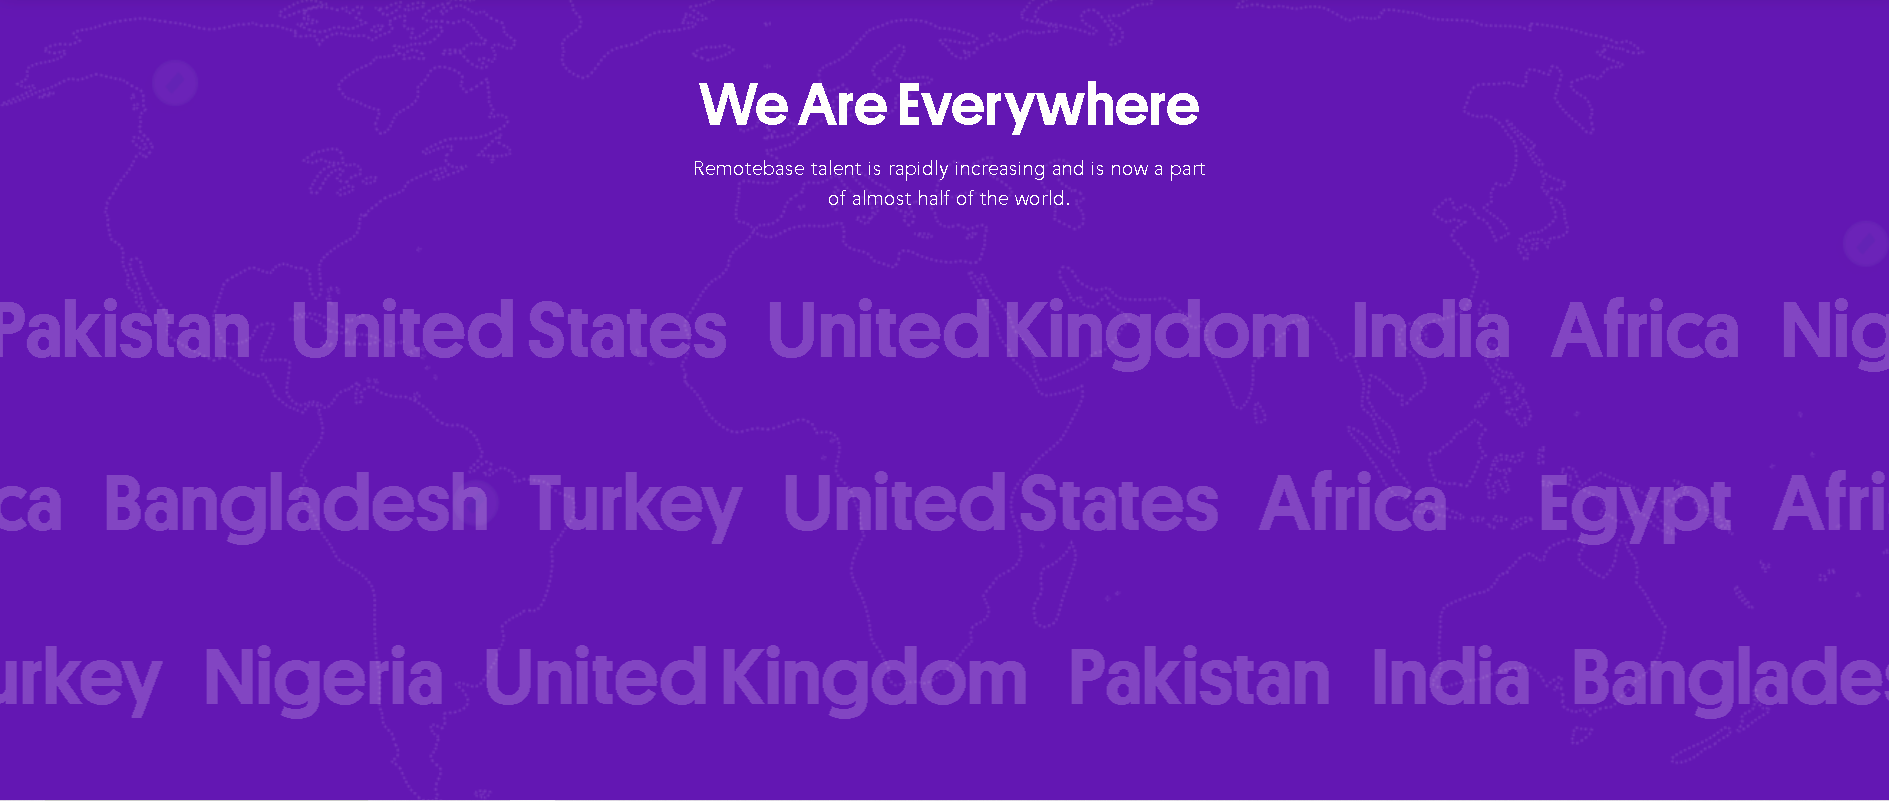 We Are Everywhere
Remotebase talent is rapidly increasing and is now a part
of almost half of the world.
Pakistan United States United Kingdom India Africa Nig
ca Bangladesh Turkey United States Africa Egypt Afri
urkey Nigeria United Kingdom Pakistan India Banglades